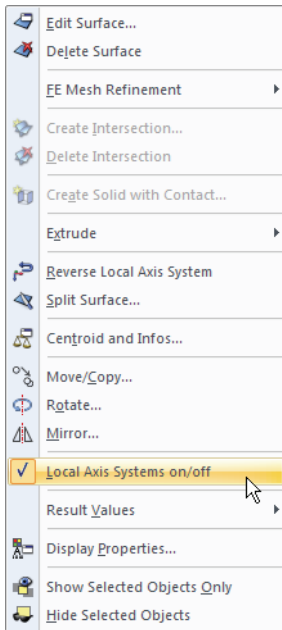 Edit Surface...
Delete Surface
FE Mesh Refinement
Create Intersection...
Delete Intersection
Create Solid with Contact...
Extrude
Reverse Local Axis System
Split Surface...
Centroid and Infos...
Move/Copy...
Rotate...
Mirror...
Local Axis Systems on/off
Result Values
Display Properties...
Show Selected Objects Only
Hide Selected Objects